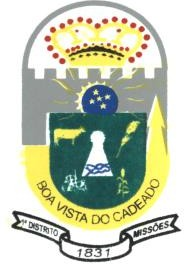 BOA VISTA DO CADEADO
1º DISTRITO
1831
MISSÕES